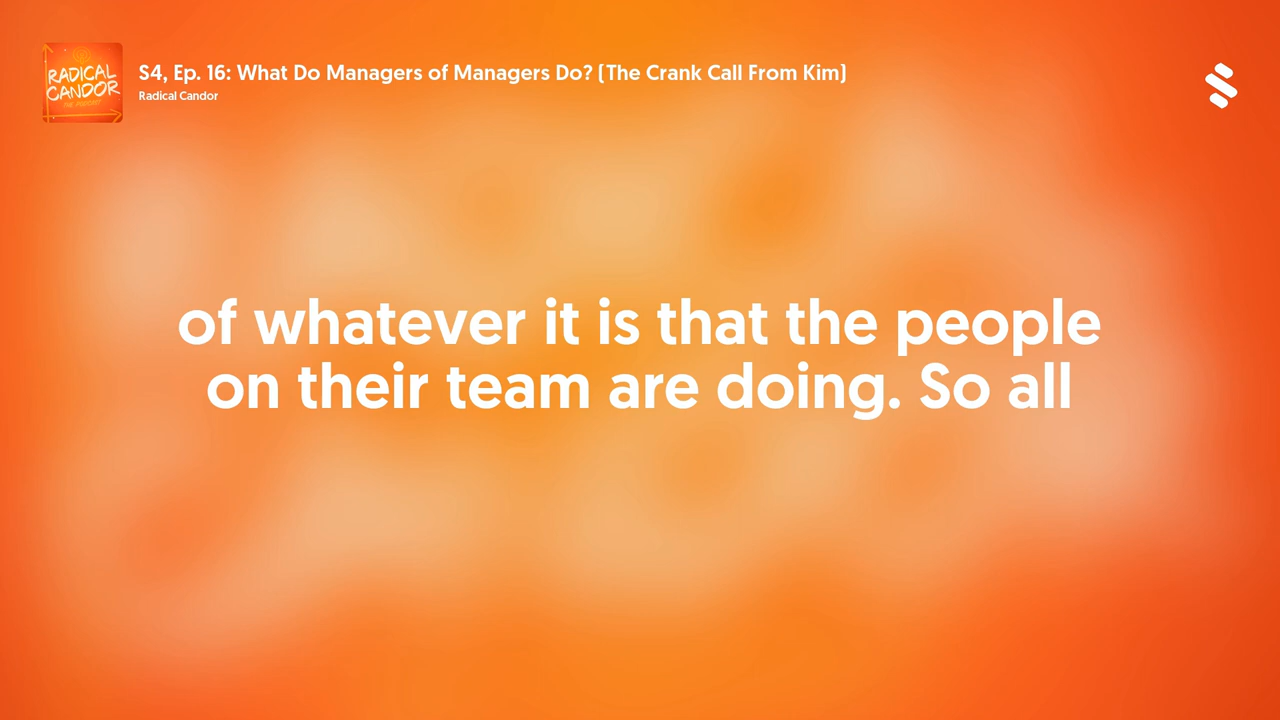 S4, Ep. 16: What Do Managers of Managers Do? (The Crank Call From Kim)
Radical Candor
RADICAL
CANDOR
of whatever it is that the people
on their team are doing. So all